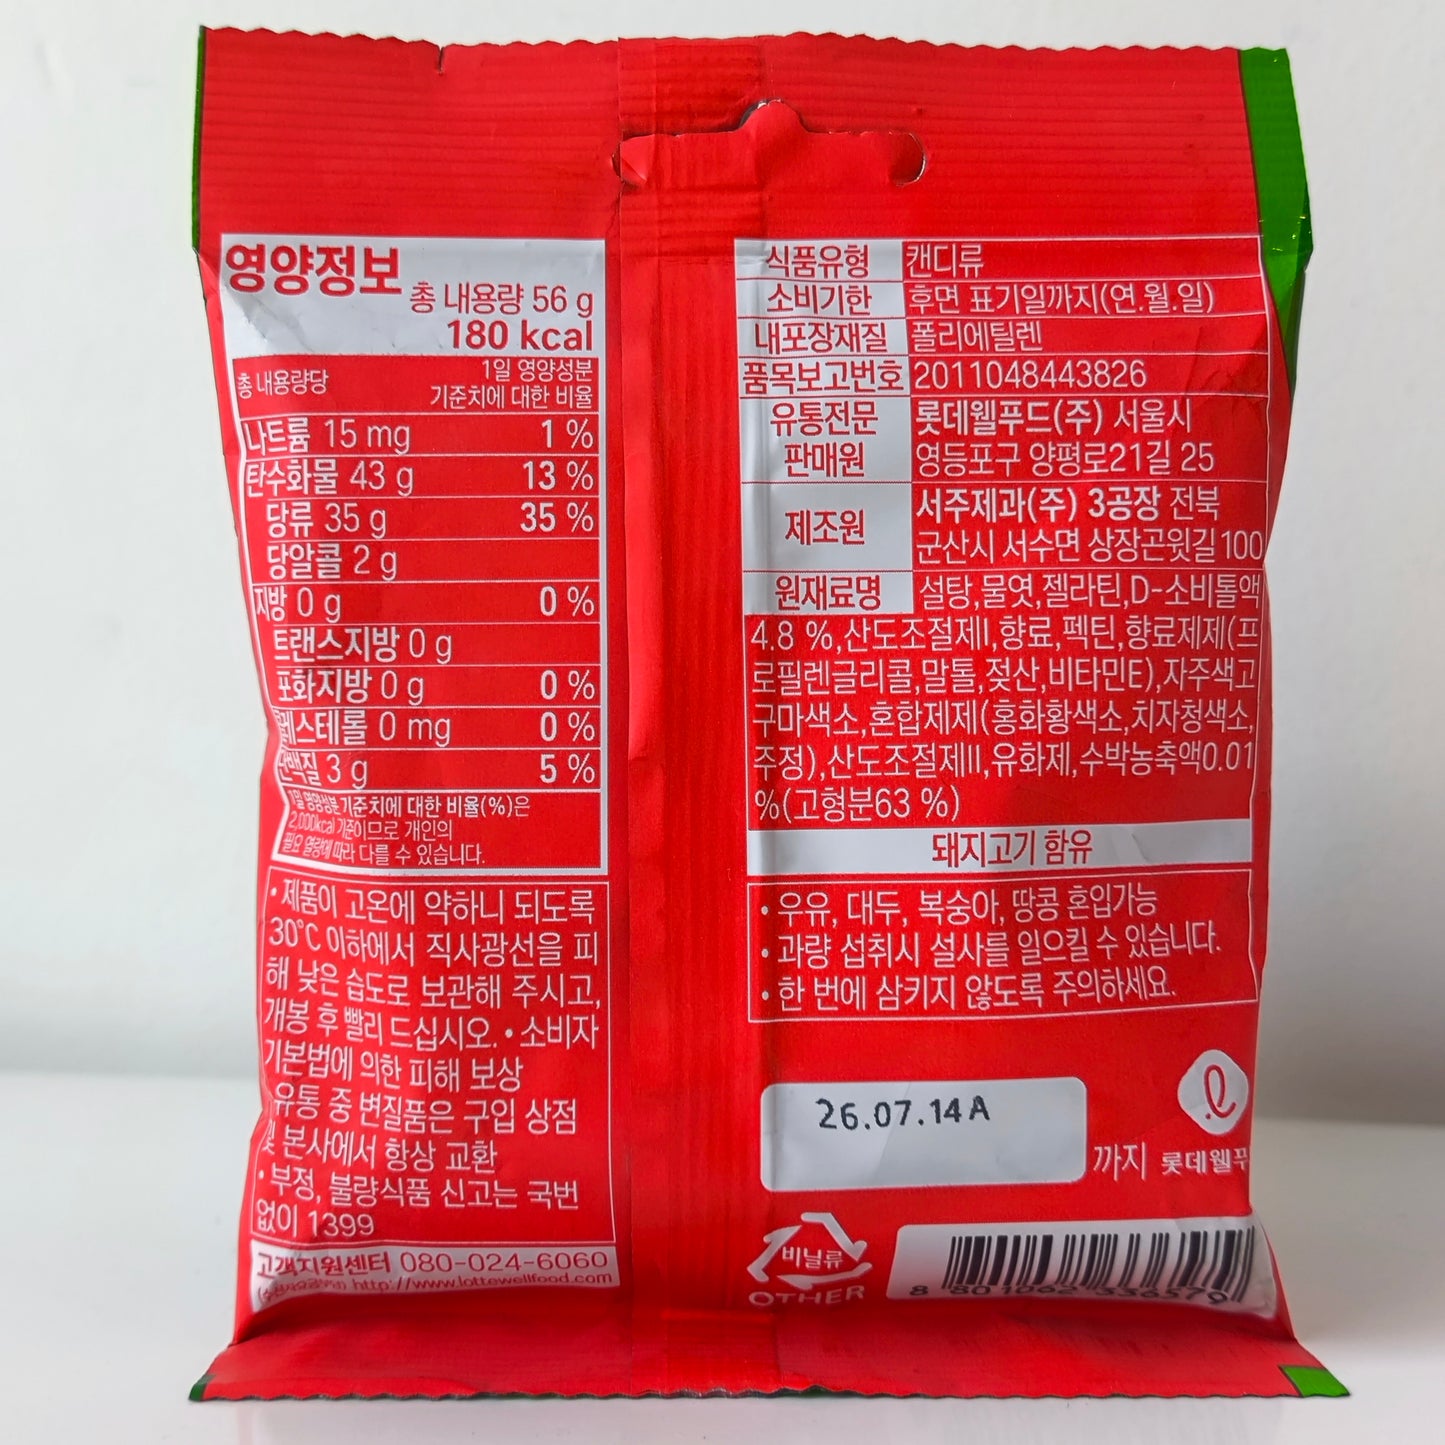 영양정보
총 내용량 56 g
180 kcal
총 내용량당
1일 영양성분
기준치에 대한 비율
나트륨 15 mg 1 %
탄수화물 43 g 13 %
당류 35 g 35 %
당알콜 2 g
지방 0 g 0 %
트랜스지방 0 g
포화지방 0 g 0 %
레스테롤 0 mg 0 %
단백질 3 g 5 %
1일 영양성분 기준치에 대한 비율(%)은
2,000kcal 기준이므로 개인의
필요 열량에 따라 다를 수 있습니다.
• 제품이 고온에 약하니 되도록
30°C 이하에서 직사광선을 피
해 낮은 습도로 보관해 주시고,
개봉 후 빨리 드십시오. • 소비자
기본법에 의한 피해 보상
유통 중 변질품은 구입 상점
및 본사에서 항상 교환
• 부정, 불량식품 신고는 국번
없이 1399
고객지원센터 080-024-6060
http://www.lottewellfood.com
식품유형 캔디류
소비기한 후면 표기일까지(연.월.일)
내포장재질 폴리에틸렌
품목보고번호 2011048443826
유통전문 롯데웰푸드(주) 서울시
판매원 영등포구 양평로21길 25
제조원 서주제과(주) 3공장 전북
군산시 서수면 상장곤윗길 100
원재료명 설탕,물엿,젤라틴,D-소비톨액
4.8 %,산도조절제I,향료,펙틴,향료제제(프
로필렌글리콜,말톨,젖산,비타민E),자주색고
구마색소,혼합제제(홍화황색소,치자청색소,
주정),산도조절제II,유화제,수박농축액0.01
%(고형분63 %)
돼지고기 함유
• 우유, 대두, 복숭아, 땅콩 혼입가능
• 과량 섭취시 설사를 일으킬 수 있습니다.
• 한 번에 삼키지 않도록 주의하세요.
26.07.14A
까지
롯데웰푸
비닐류
OTHER
8 801062 336579